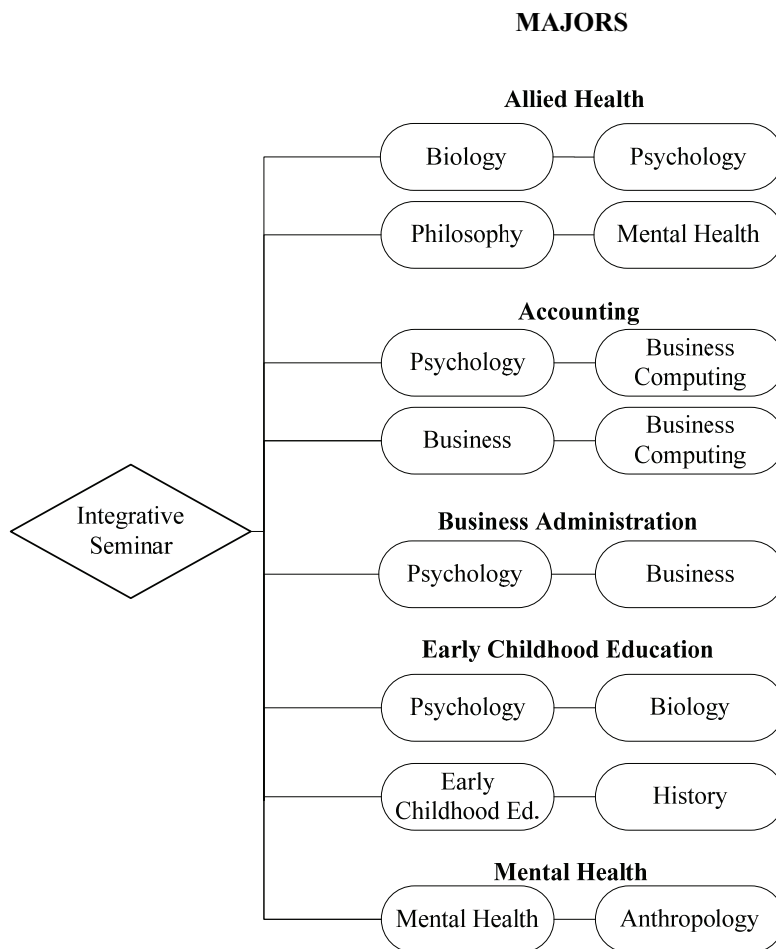 MAJORS
Allied Health
Biology
Psychology
Philosophy
Mental Health
Accounting
Psychology
Business
Computing
Business
Business
Computing
Integrative
Seminar
Business Administration
Psychology
Business
Early Childhood Education
Psychology
Biology
Early
Childhood Ed.
History
Mental Health
Mental Health
Anthropology